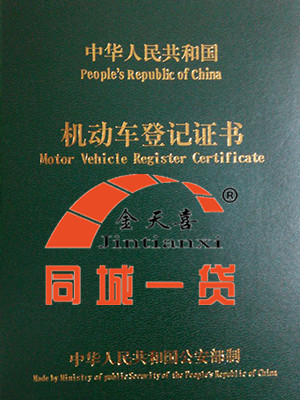 中华人民共和国
People's Republic of China
机动车登记证书
Motor Vehicle Register Certificate
金天喜®
Jintianxi
同城一贷
中华人民共和国公安部制
Made by Ministry of public Security of the People's Republic of China